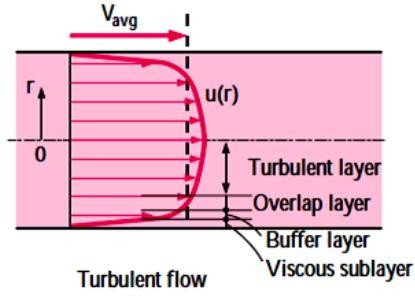 Vavg
r
u(r)
0
Turbulent layer
Overlap layer
Buffer layer
Viscous sublayer
Turbulent flow